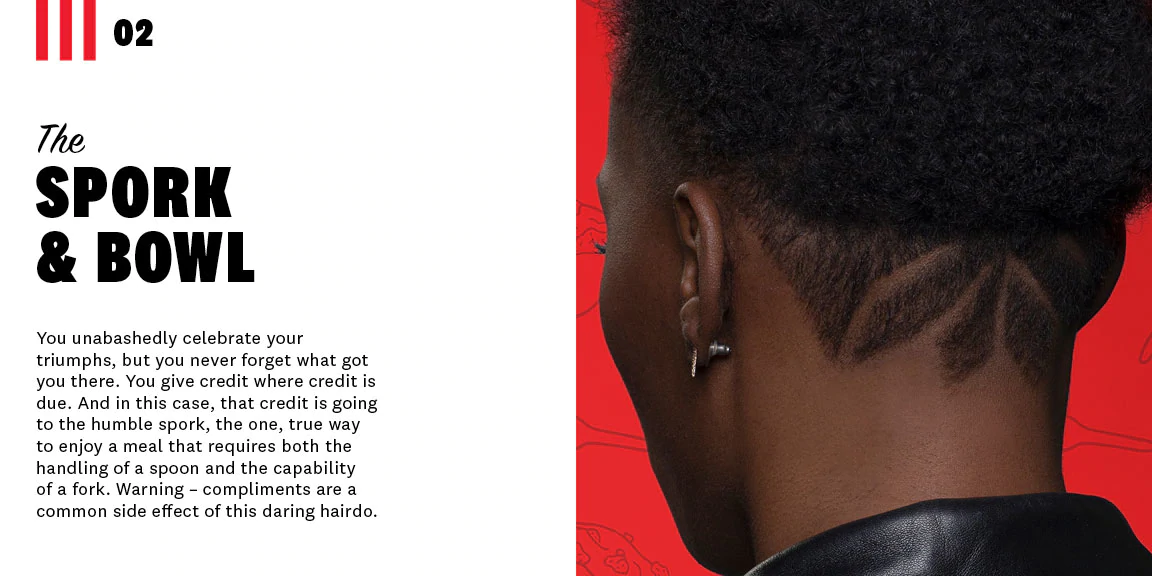 02
The
SPORK
& BOWL
You unabashedly celebrate your
triumphs, but you never forget what got
you there. You give credit where credit is
due. And in this case, that credit is going
to the humble spork, the one, true way
to enjoy a meal that requires both the
handling of a spoon and the capability
of a fork. Warning – compliments are a
common side effect of this daring hairdo.